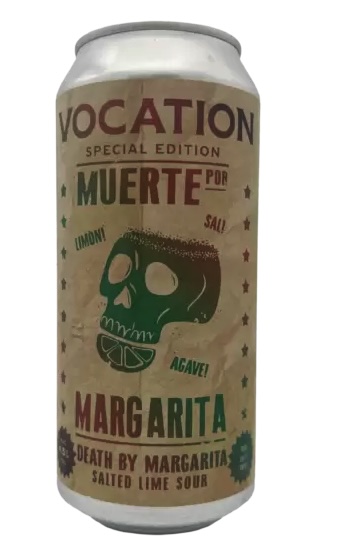 VOCATION
SPECIAL EDITION
MUERTE POR
SAL!
LIMON!
AGAVE!
MARGARITA
DEATH BY MARGARITA
SALTED LIME SOUR